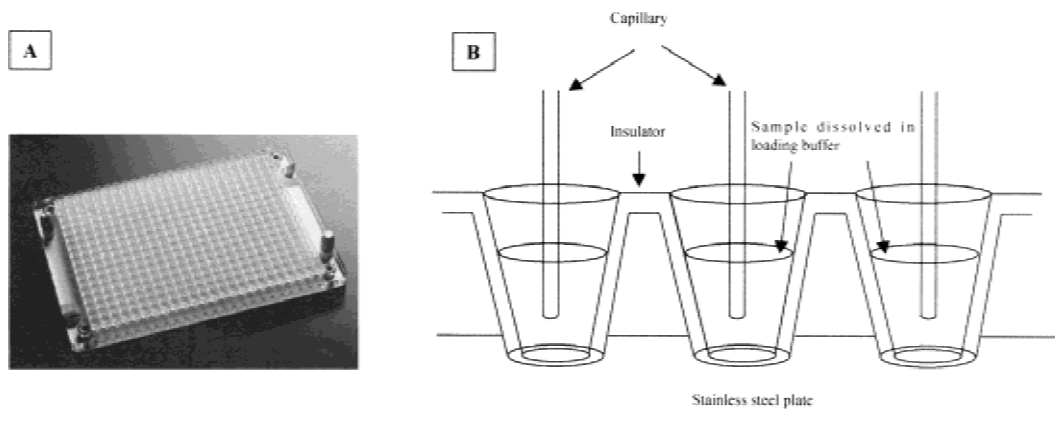 A
B
Capillary
Insulator
Sample dissolved in
loading buffer
Stainless steel plate